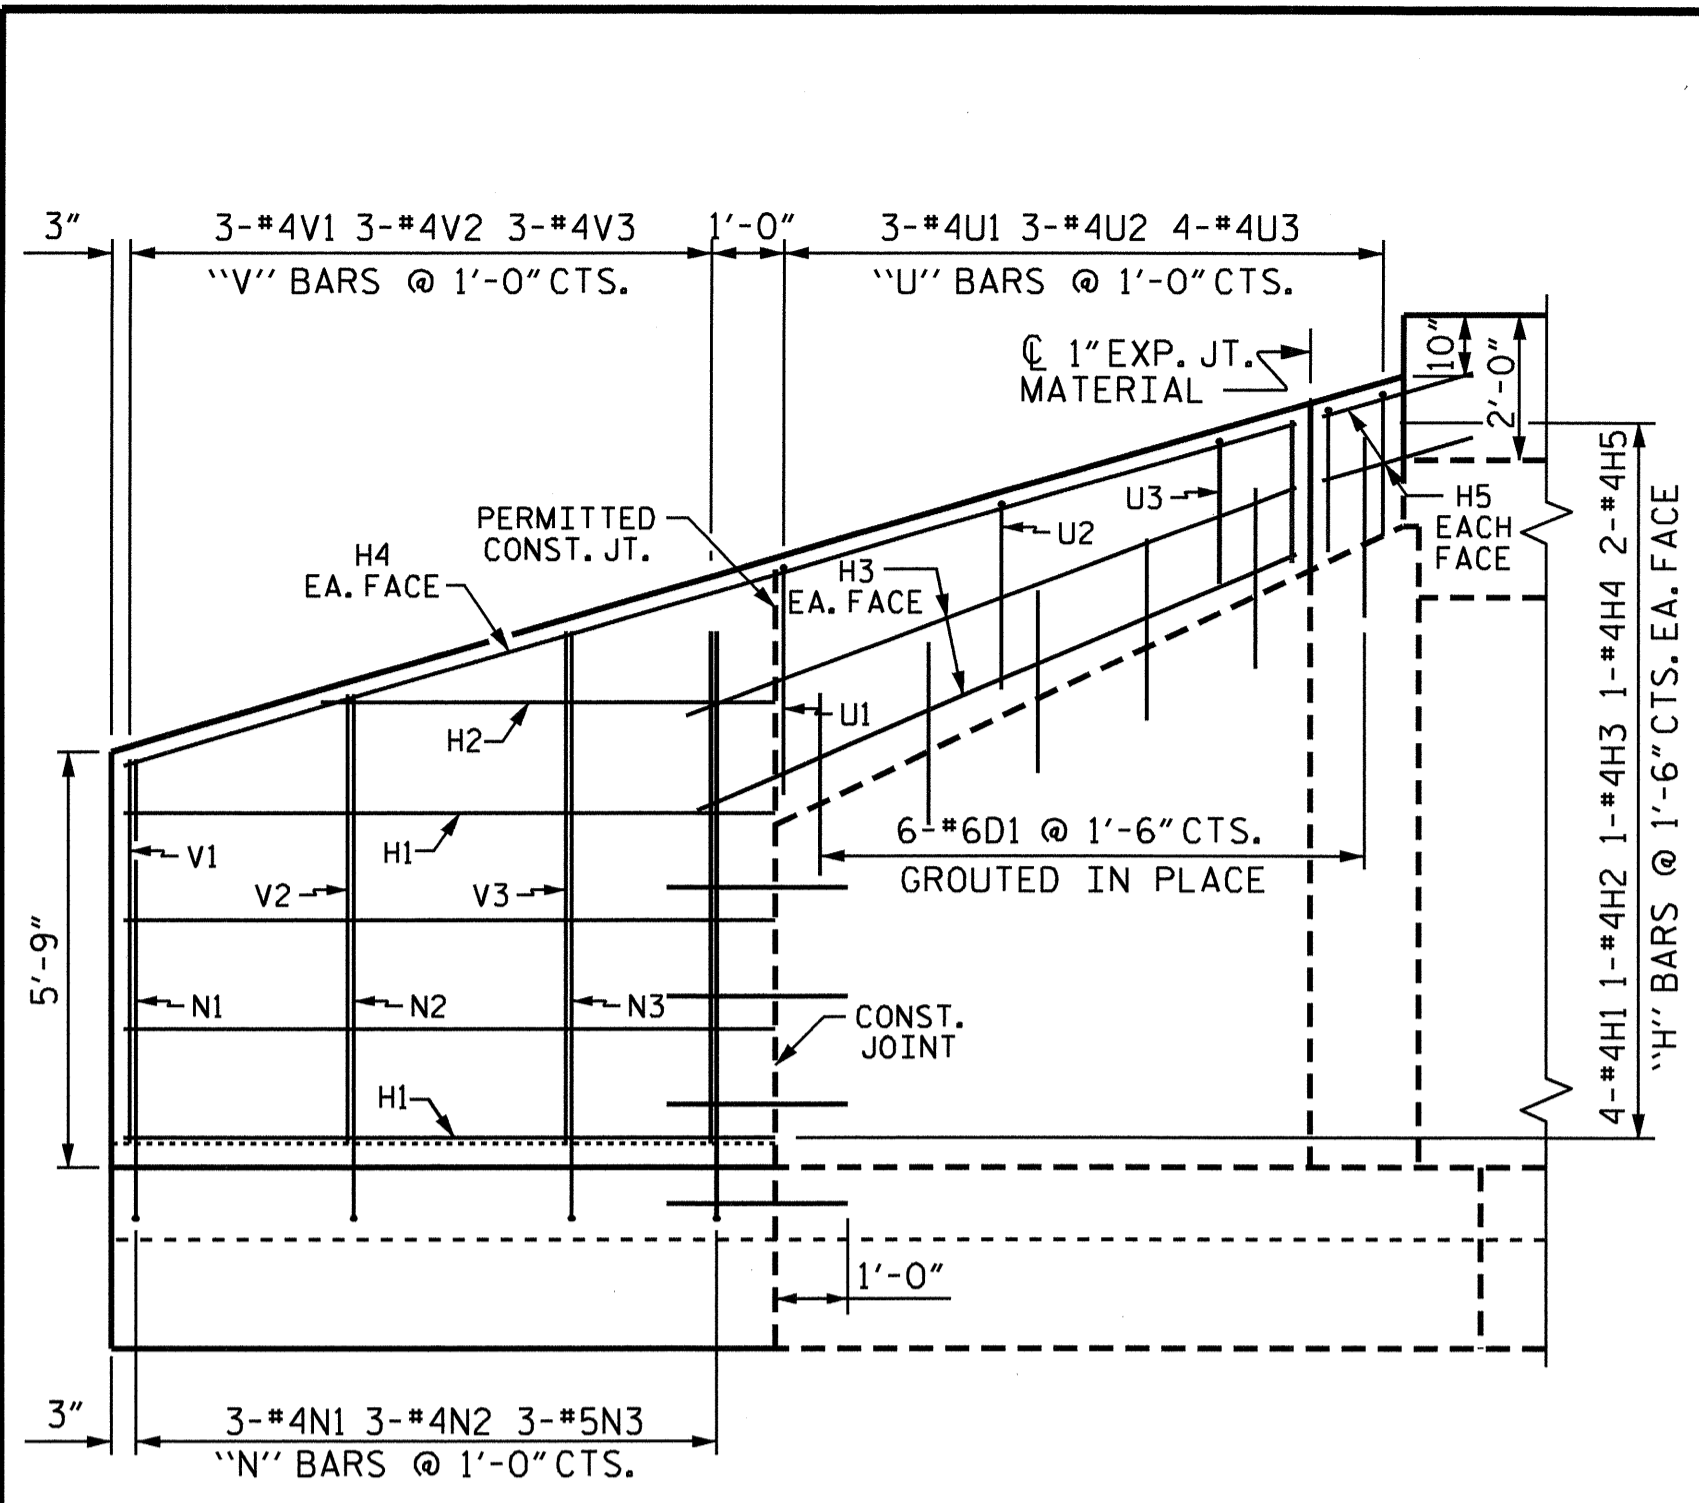 3" 3-#4V1 3-#4V2 3-#4V3 1'-0" 3-#4U1 3-#4U2 4-#4U3
"V" BARS @ 1'-0" CTS. "U" BARS @ 1'-0" CTS.
℄ 1" EXP. JT.
MATERIAL
10"
2'-0"
U3
H5
EACH
FACE
PERMITTED
CONST. JT.
U2
H4
EA. FACE
H3
EA. FACE
U1
H2
H1
V1
V2
V3
6-#6D1 @ 1'-6" CTS.
GROUTED IN PLACE
5'-9"
N1
N2
N3
CONST.
JOINT
H1
4-#4H1 1-#4H2 1-#4H3 1-#4H4 2-#4H5
"H" BARS @ 1'-6" CTS. EA. FACE
1'-0"
3" 3-#4N1 3-#4N2 3-#5N3
"N" BARS @ 1'-0" CTS.